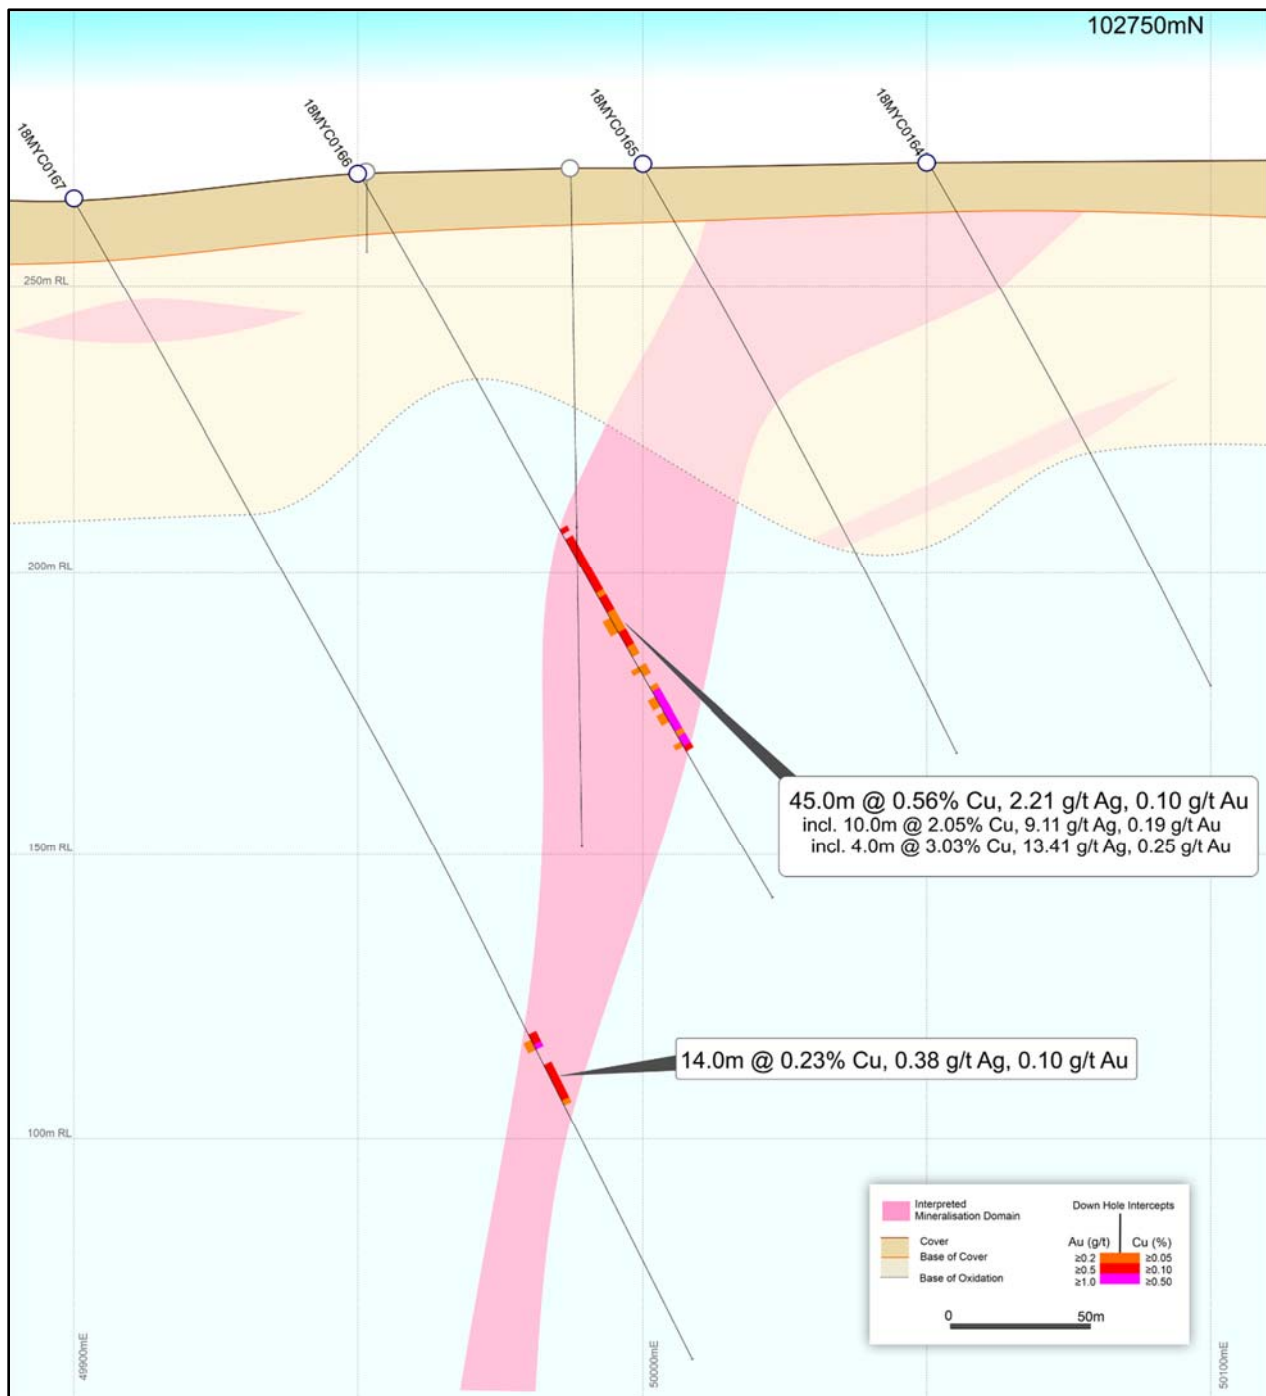 102750mN
18MYC0167
18MYC0166
18MYC0165
18MYC0164
250m RL
200m RL
45.0m @ 0.56% Cu, 2.21 g/t Ag, 0.10 g/t Au
incl. 10.0m @ 2.05% Cu, 9.11 g/t Ag, 0.19 g/t Au
incl. 4.0m @ 3.03% Cu, 13.41 g/t Ag, 0.25 g/t Au
150m RL
14.0m @ 0.23% Cu, 0.38 g/t Ag, 0.10 g/t Au
100m RL
Interpreted
Mineralisation Domain
Cover
Base of Cover
Base of Oxidation
Down Hole Intercepts
Au (g/t) Cu (%)
≥0.2 ≥0.05
≥0.5 ≥0.10
≥1.0 ≥0.50
0 50m
49900mE
50000mE
50100mE